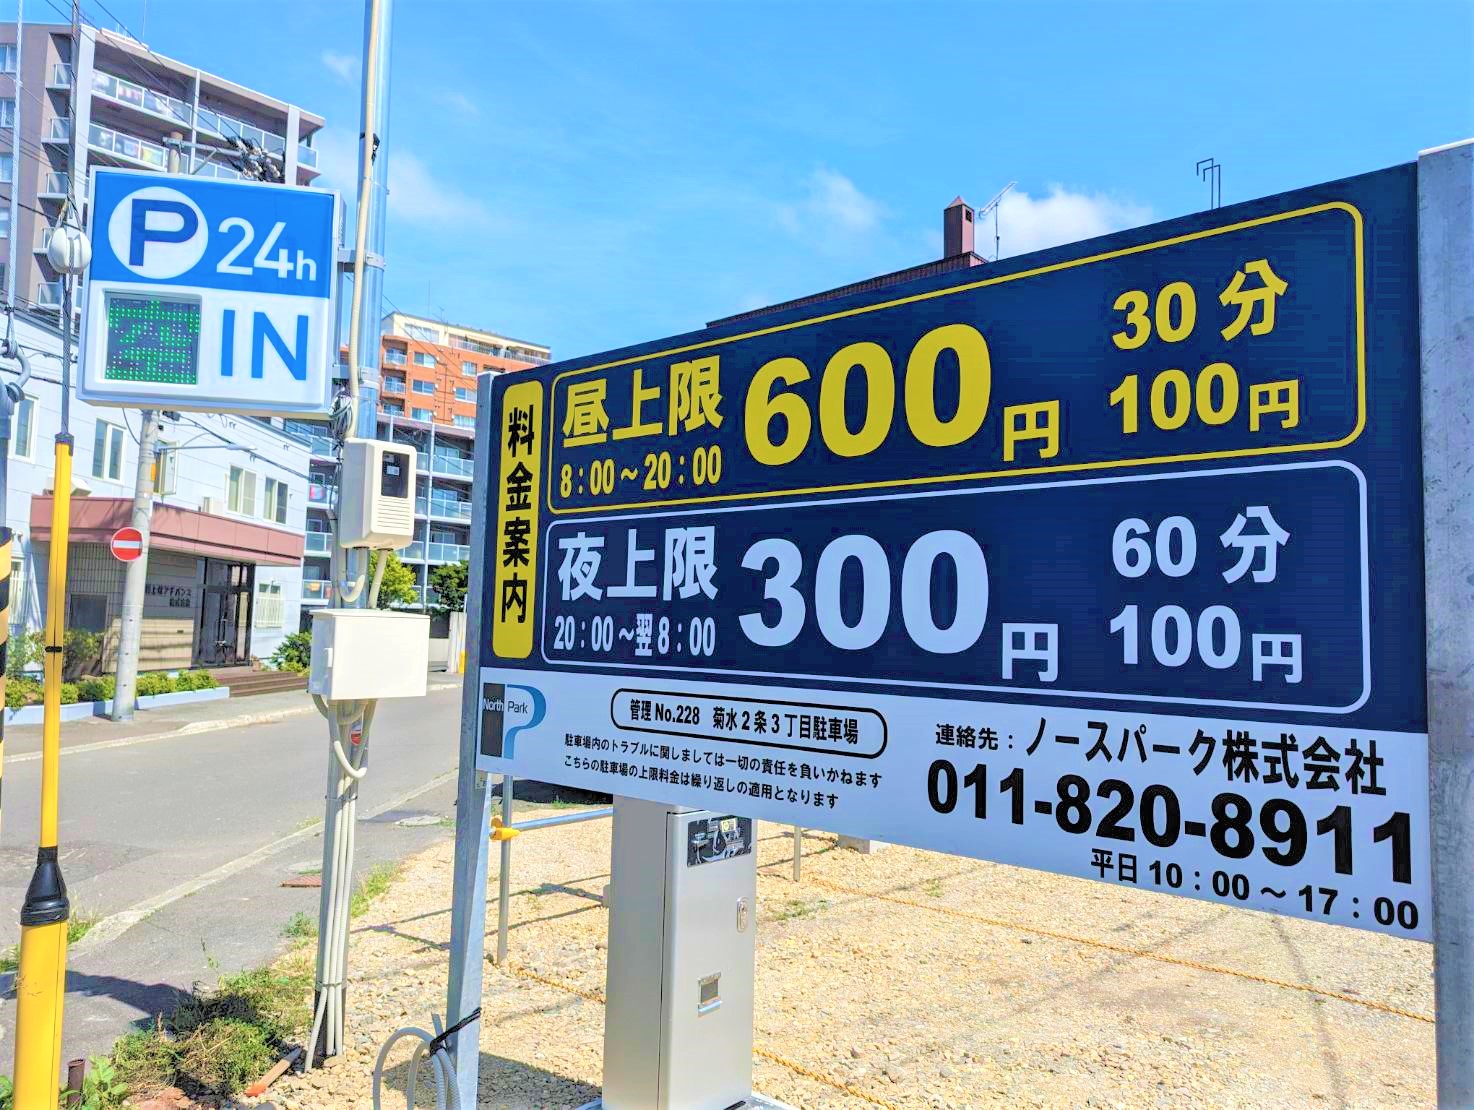 P 24h
空 IN
料金案内
昼上限 600円 30分
8:00~20:00 100円
夜上限 300円 60分
20:00~翌8:00 100円
North Park
管理 No.228 菊水2条3丁目駐車場
駐車場内のトラブルに関しましては一切の責任を負いかねます
こちらの駐車場の上限料金は繰り返しの適用となります
連絡先:ノースパーク株式会社
011-820-8911
平日 10:00~17:00